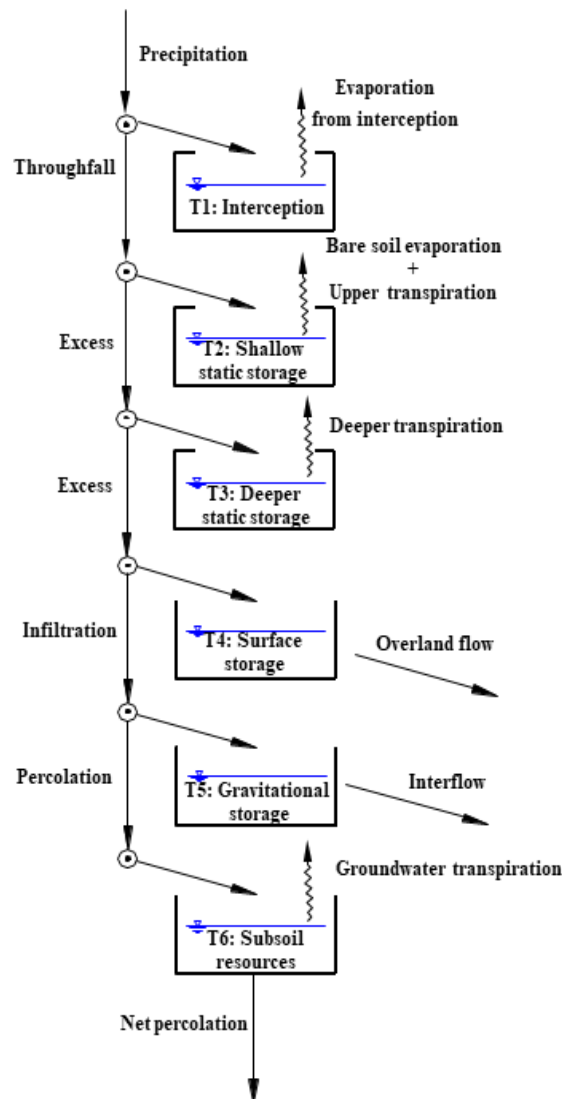 Precipitation
Evaporation
from interception
Throughfall
T1: Interception
Bare soil evaporation
+
Upper transpiration
Excess
T2: Shallow
static storage
Deeper transpiration
Excess
T3: Deeper
static storage
Infiltration
T4: Surface
storage
Overland flow
Percolation
T5: Gravitational
storage
Interflow
Groundwater transpiration
T6: Subsoil
resources
Net percolation